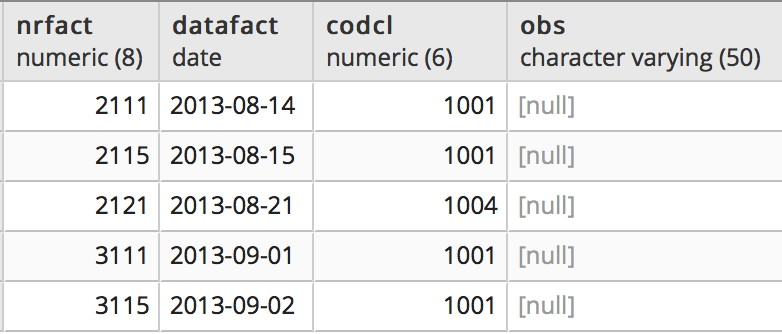 nrfact datafact codcl obs
numeric (8) date numeric (6) character varying (50)
2111 2013-08-14 1001 [null]
2115 2013-08-15 1001 [null]
2121 2013-08-21 1004 [null]
3111 2013-09-01 1001 [null]
3115 2013-09-02 1001 [null]